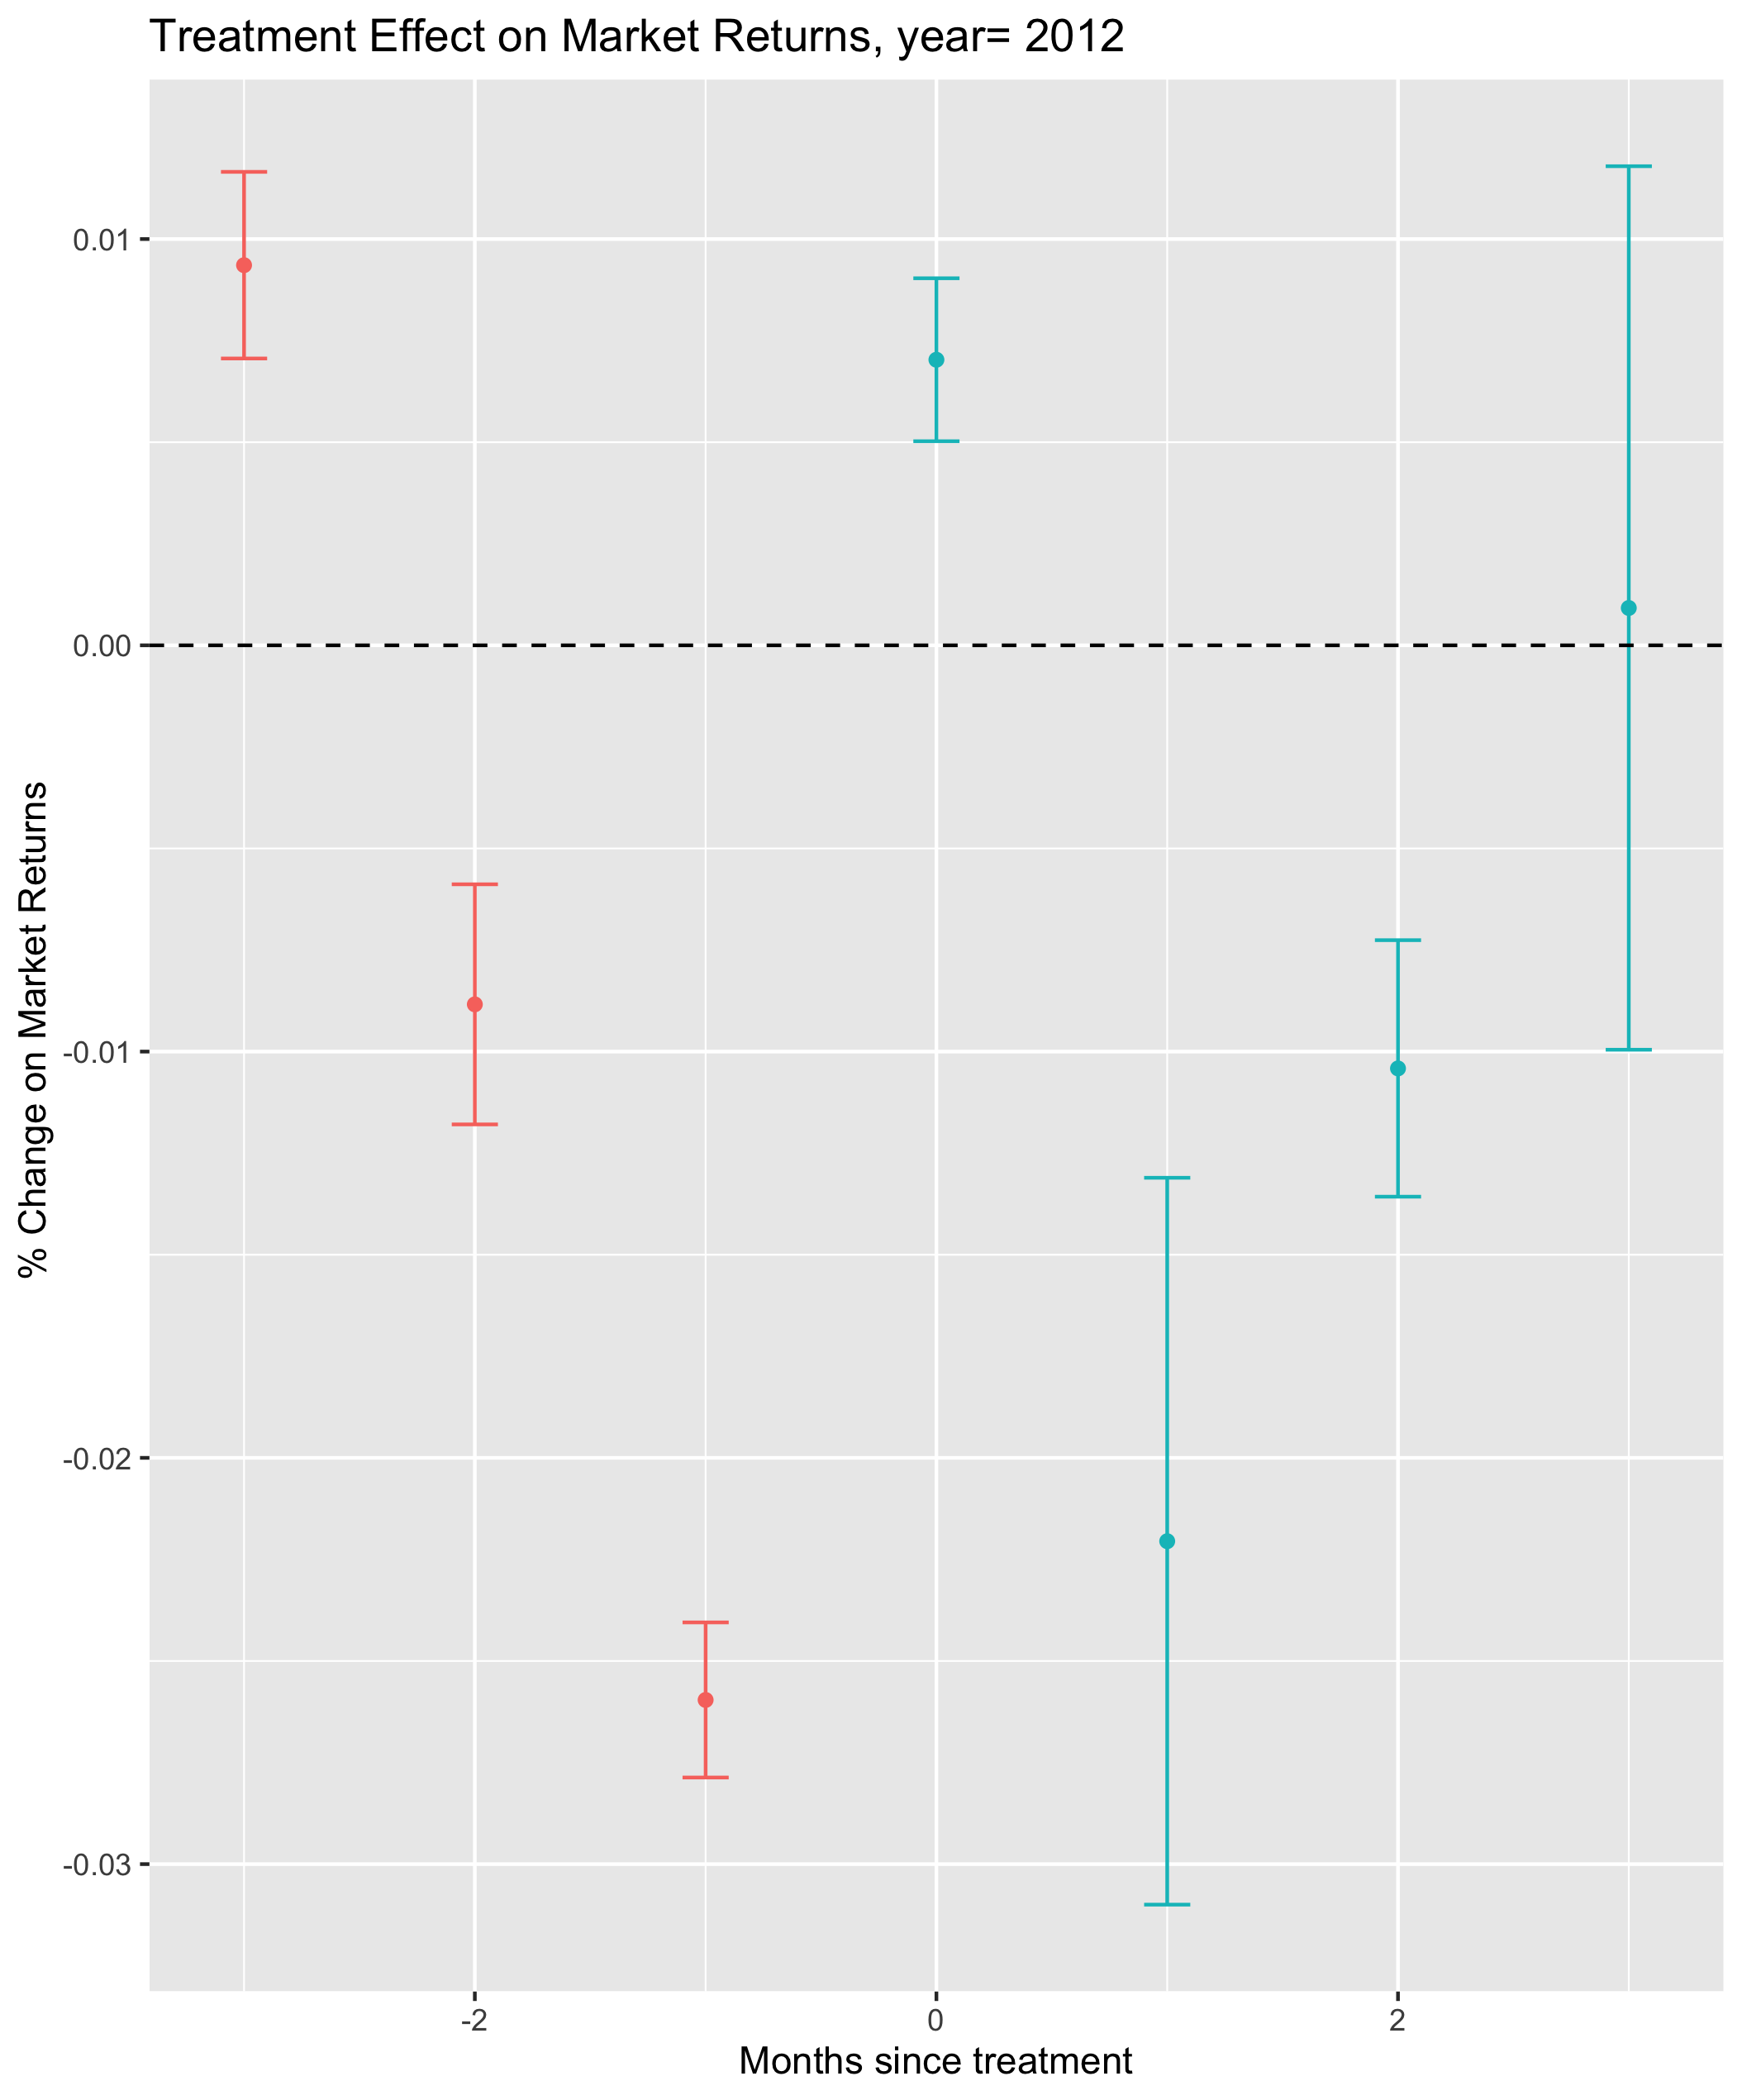 Treatment Effect on Market Returns, year= 2012
% Change on Market Returns
0.01
0.00
-0.01
-0.02
-0.03
-2
0
2
Months since treatment